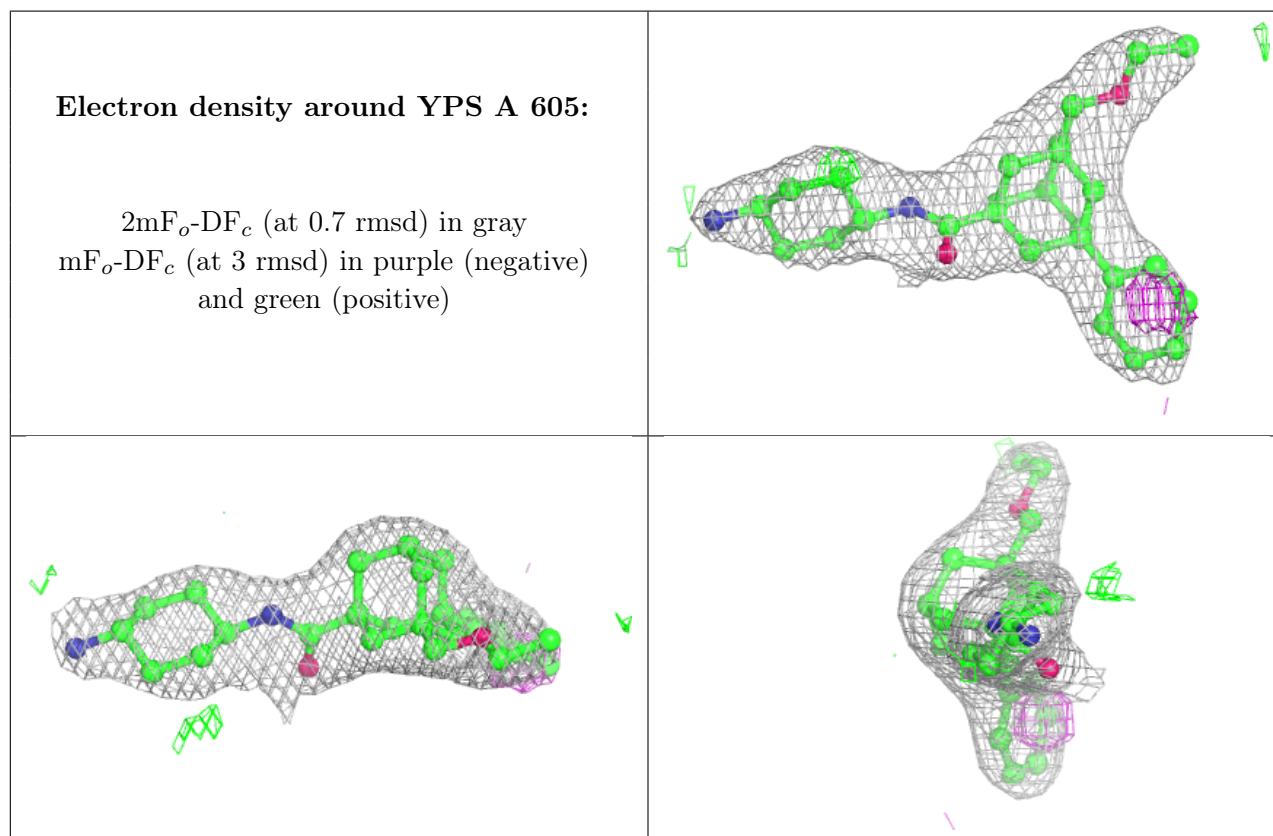 Electron density around YPS A 605:
2mFₒ-DF𝒸 (at 0.7 rmsd) in gray
mFₒ-DF𝒸 (at 3 rmsd) in purple (negative)
and green (positive)